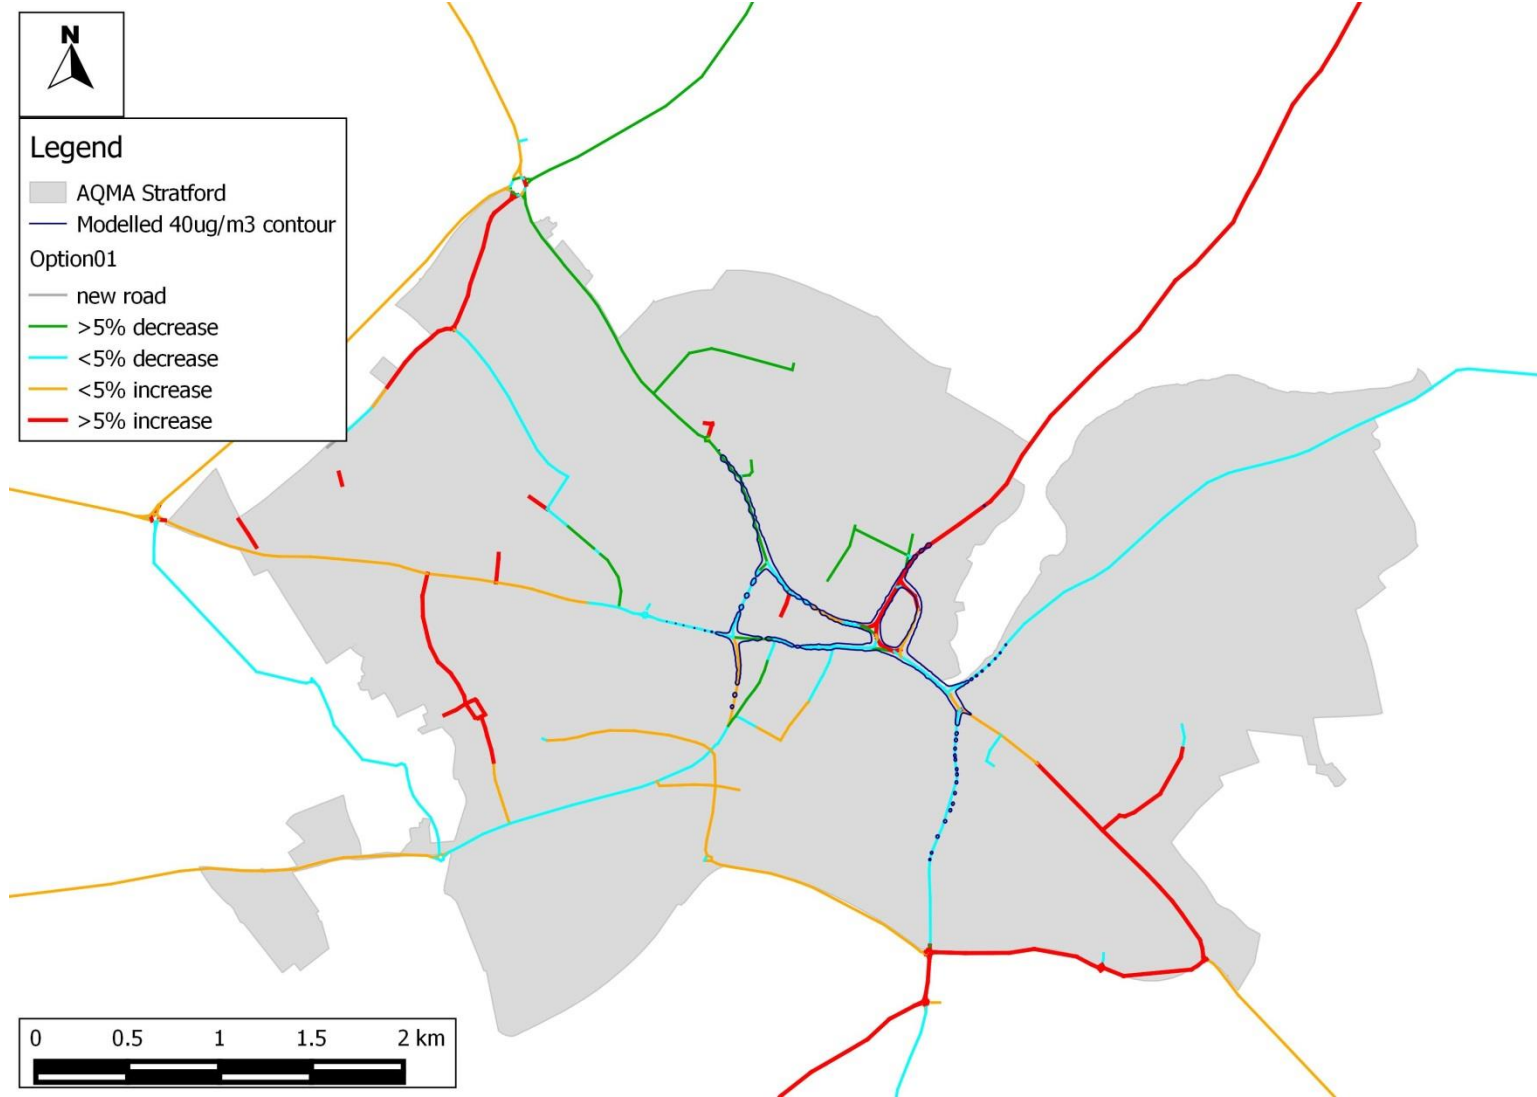 N
Legend
AQMA Stratford
Modelled 40ug/m3 contour
Option01
new road
>5% decrease
<5% decrease
<5% increase
>5% increase
0 0.5 1 1.5 2 km